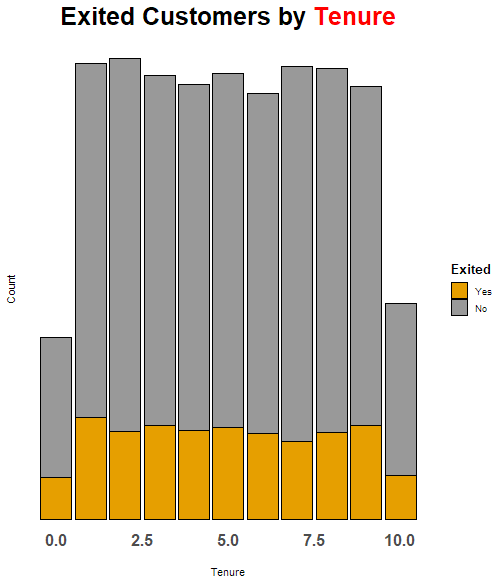 Exited Customers by Tenure
Count
Exited
Yes
No
0.0 2.5 5.0 7.5 10.0
Tenure